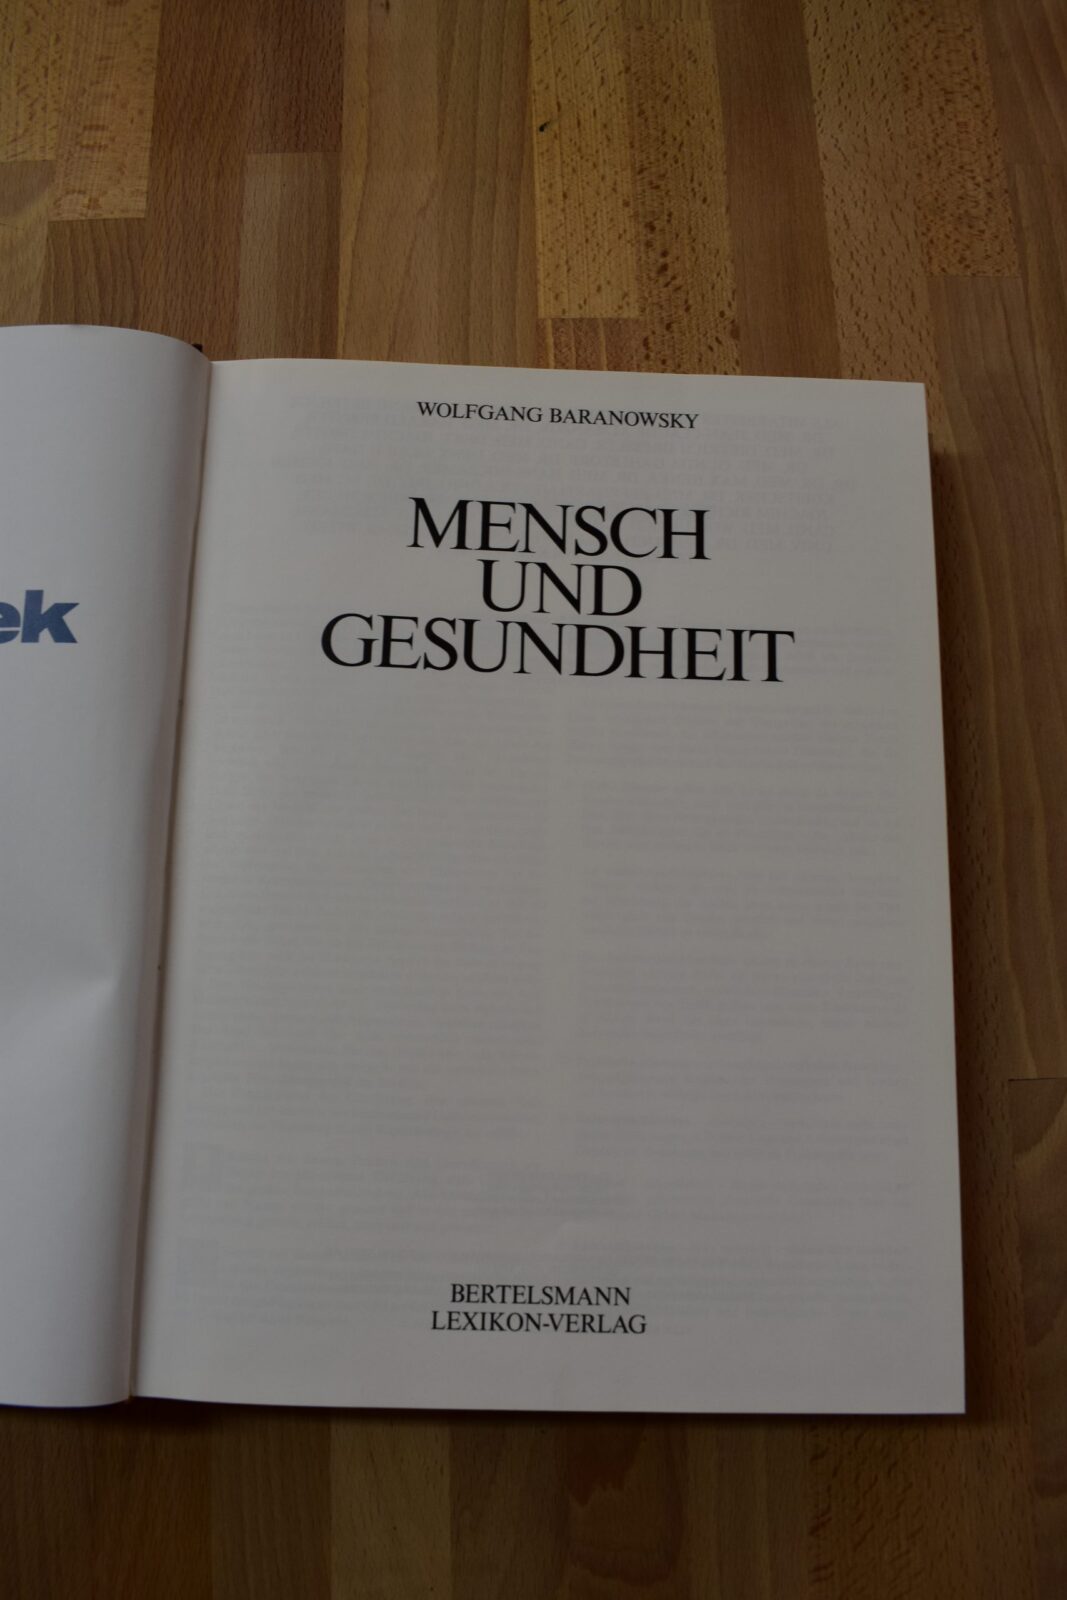 WOLFGANG BARANOWSKY
MENSCH
UND
GESUNDHEIT
BERTELSMANN
LEXIKON-VERLAG
ek